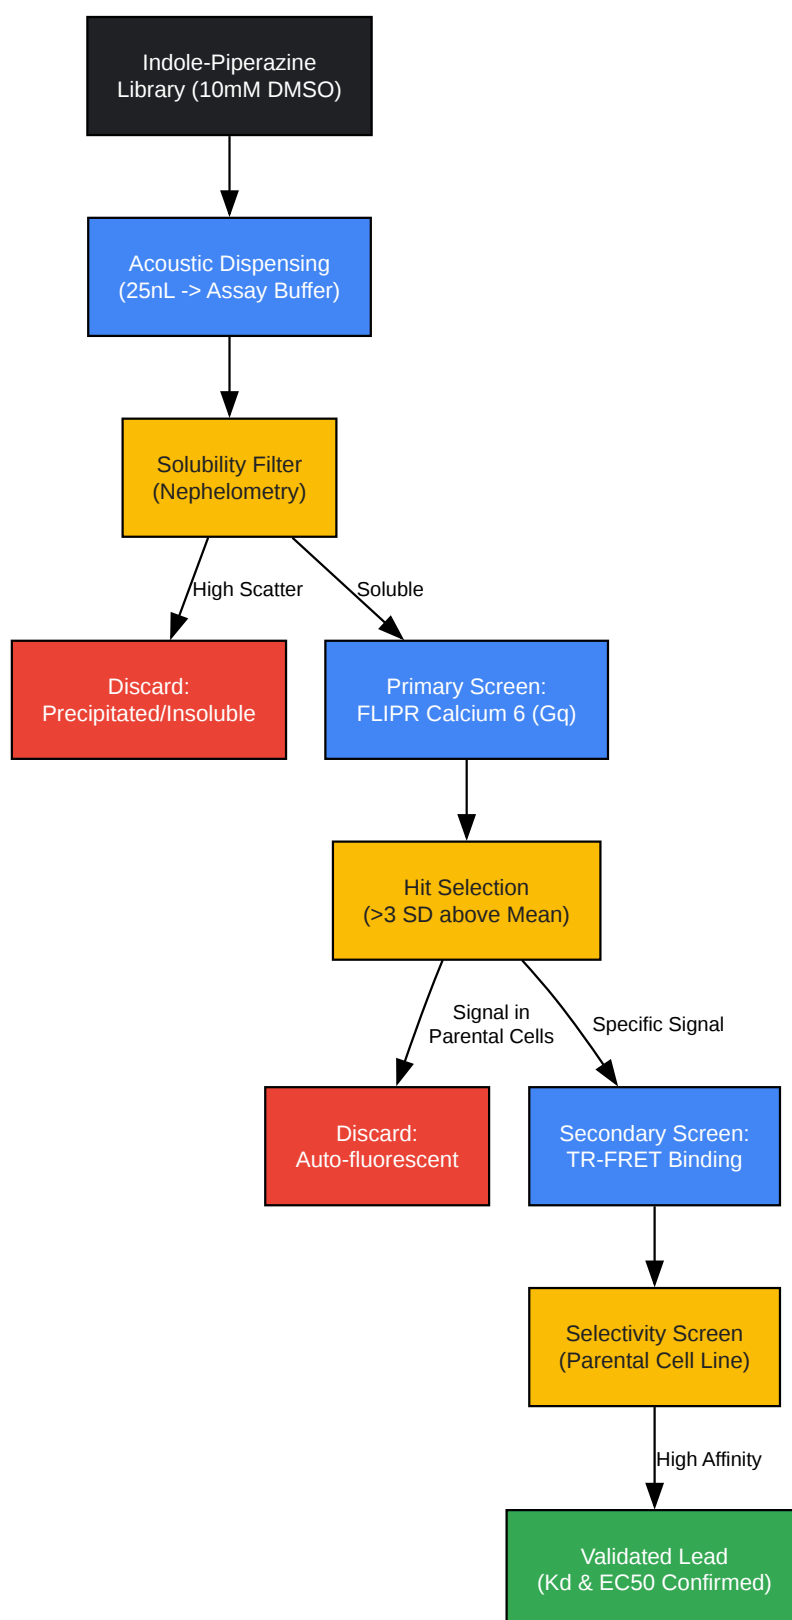 Indole-Piperazine
Library (10mM DMSO)
Acoustic Dispensing
(25nL -> Assay Buffer)
Solubility Filter
(Nephelometry)
High Scatter
Soluble
Discard:
Precipitated/Insoluble
Primary Screen:
FLIPR Calcium 6 (Gq)
Hit Selection
(>3 SD above Mean)
Signal in
Parental Cells
Specific Signal
Discard:
Auto-fluorescent
Secondary Screen:
TR-FRET Binding
Selectivity Screen
(Parental Cell Line)
High Affinity
Validated Lead
(Kd & EC50 Confirmed)